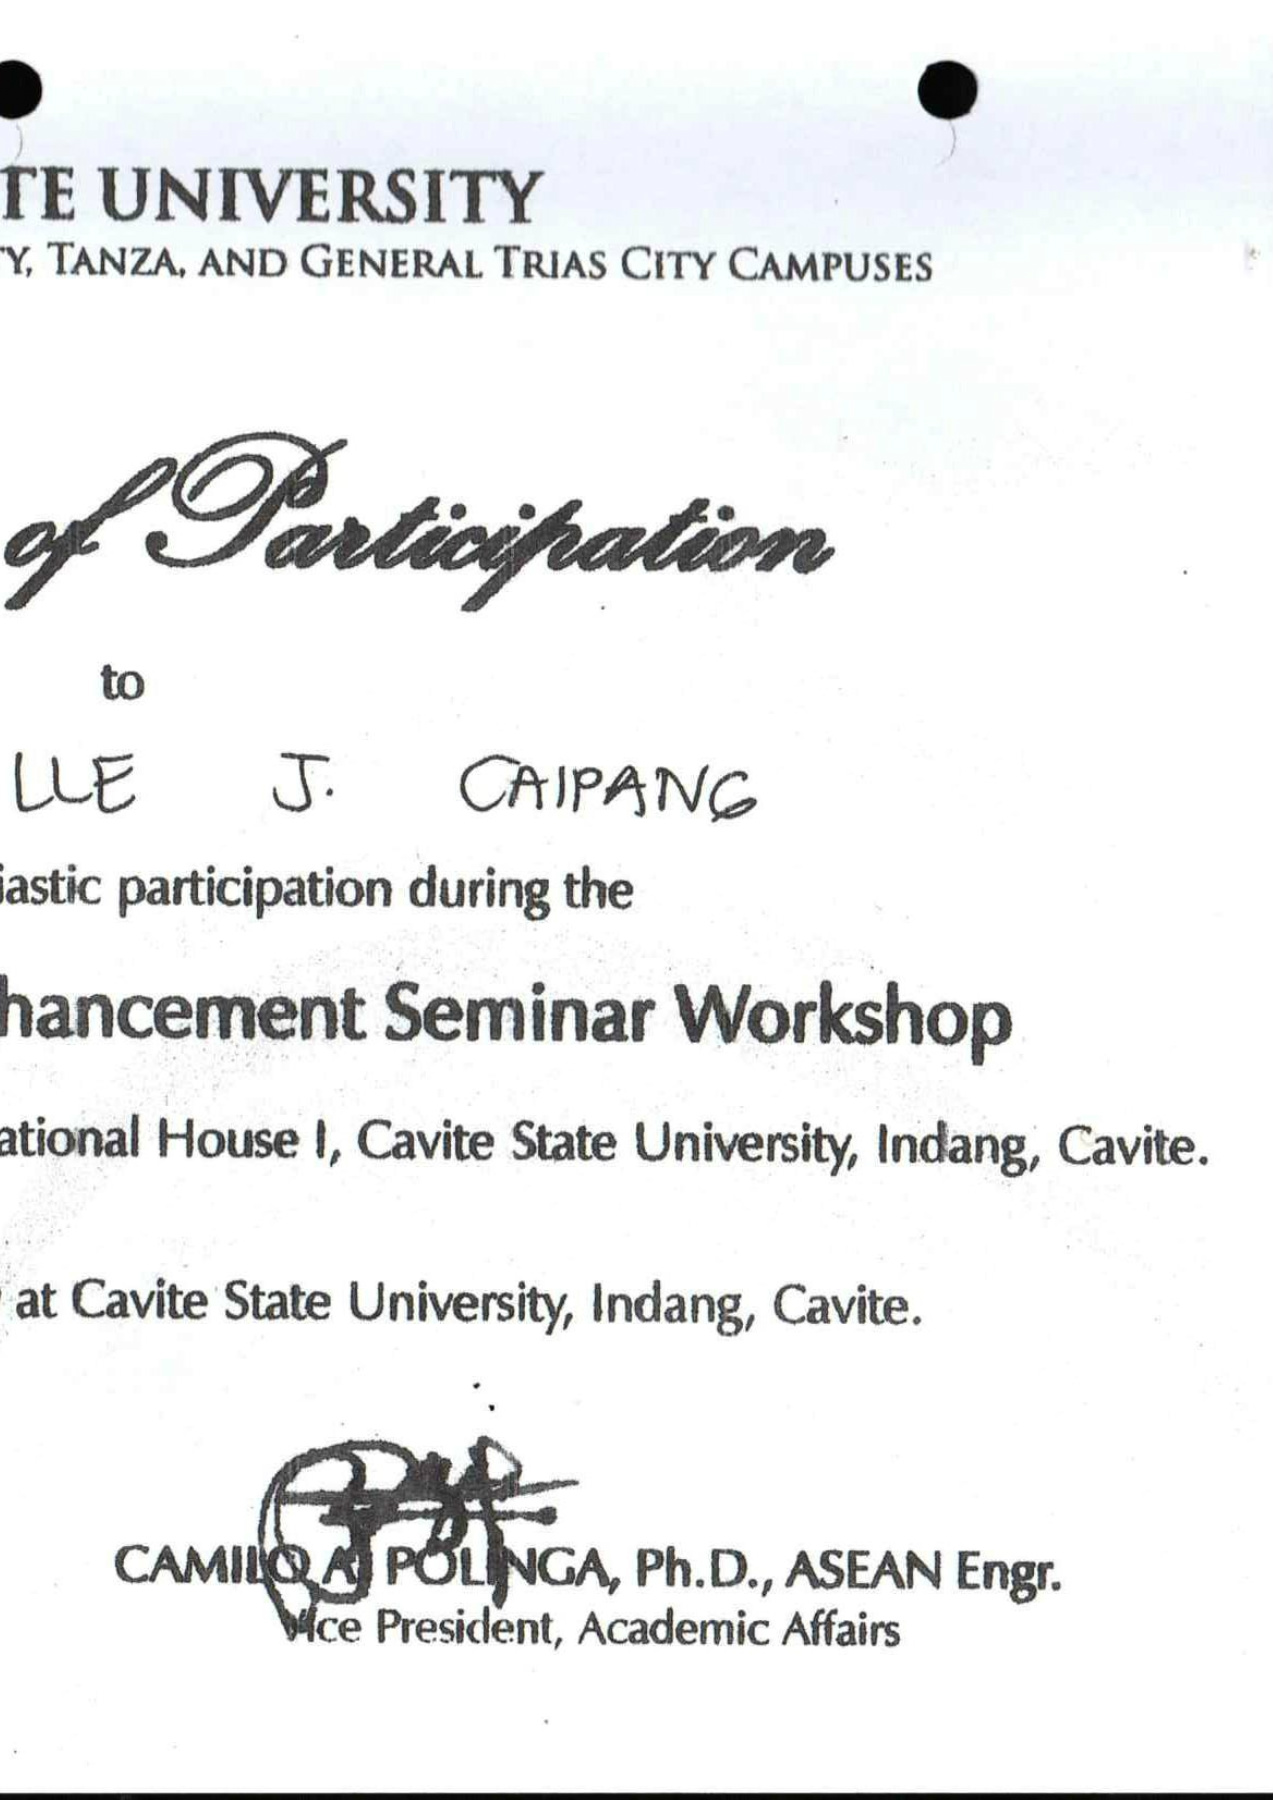 TE UNIVERSITY
Y, TANZA, AND GENERAL TRIAS CITY CAMPUSES
of Participation
to
LLE J. CAIPANG
iastic participation during the
hancement Seminar Workshop
ational House I, Cavite State University, Indang, Cavite.
at Cavite State University, Indang, Cavite.
CAMILO A. POLINGA, Ph.D., ASEAN Engr.
Vice President, Academic Affairs